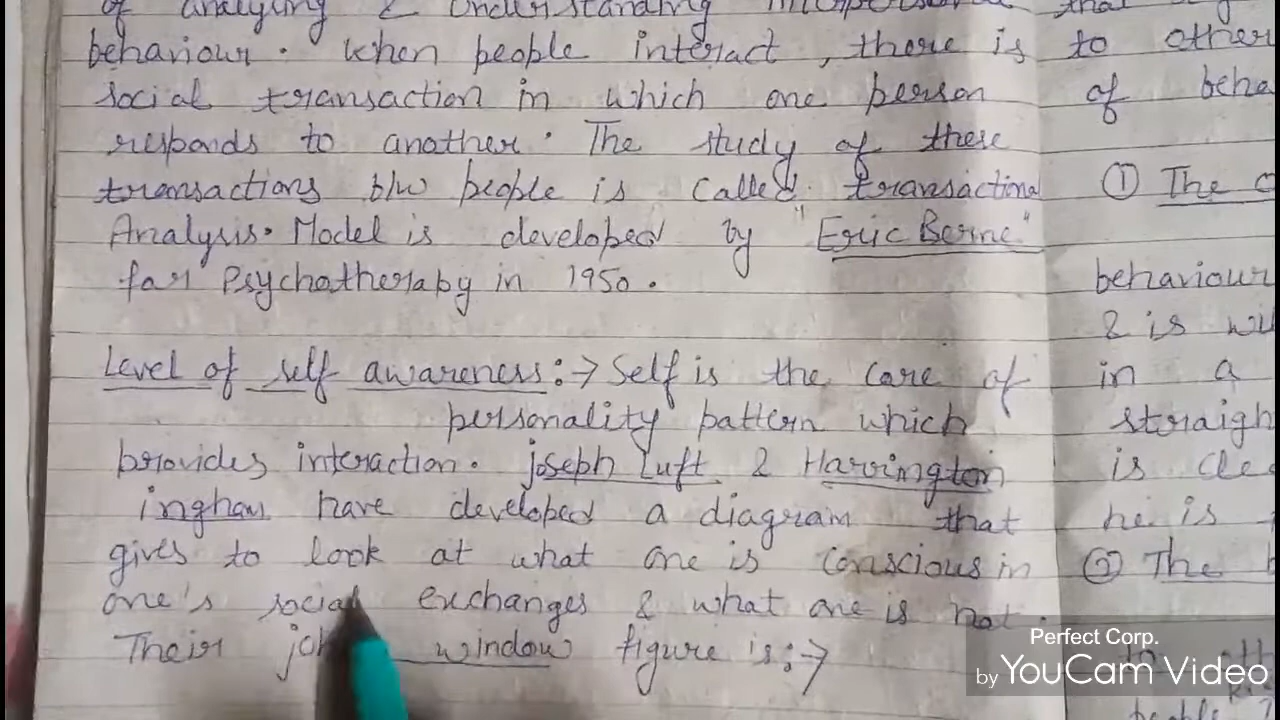 of analying & understanding
behaviour. When people interact, there is
social transaction in which one person
responds to another. The study of these
transactions b/w people is called transactiona
Analysis. Model is developed by "Eric Berne"
for Psychotheraby in 1950.
Level of self awareness:→ Self is the core of
personality pattern which
provides interaction. joseph Luft & Harrington
ingham have developed a diagram that
gives to look at what one is conscious in
one's social exchanges & what one is not.
Their window figure is:→
to other
of beha
① The
behaviour
& is
in a
straigh
is cle
he is
② The
Perfect Corp.
by YouCam Video